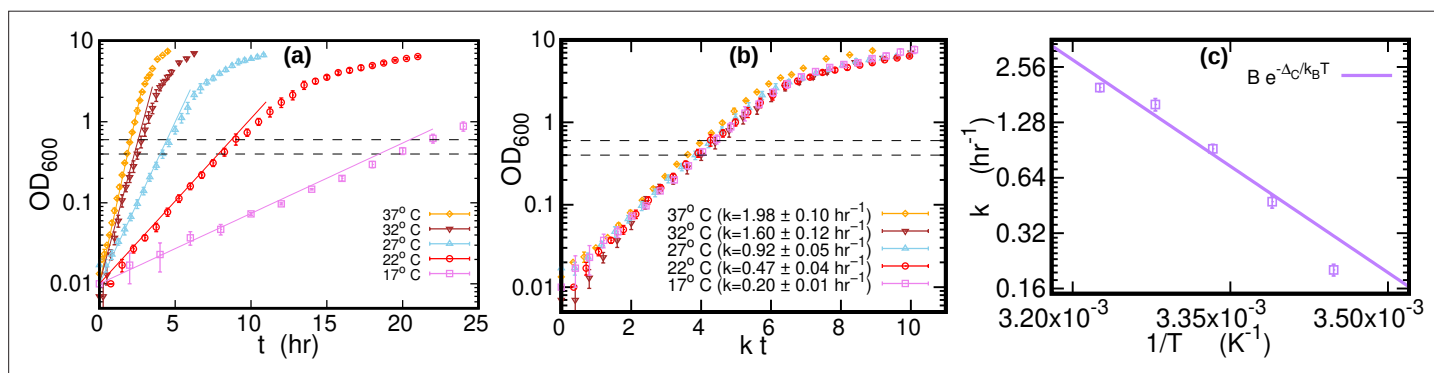 (a)
OD600
10
1
0.1
0.01
0 5 10 15 20 25
t (hr)
37° C
32° C
27° C
22° C
17° C
(b)
OD600
10
1
0.1
0.01
0 2 4 6 8 10
k t
37° C (k=1.98 ± 0.10 hr⁻¹)
32° C (k=1.60 ± 0.12 hr⁻¹)
27° C (k=0.92 ± 0.05 hr⁻¹)
22° C (k=0.47 ± 0.04 hr⁻¹)
17° C (k=0.20 ± 0.01 hr⁻¹)
(c)
B e^-ΔC/kBT
k (hr⁻¹)
2.56
1.28
0.64
0.32
0.16
3.20x10⁻³ 3.35x10⁻³ 3.50x10⁻³
1/T (K⁻¹)